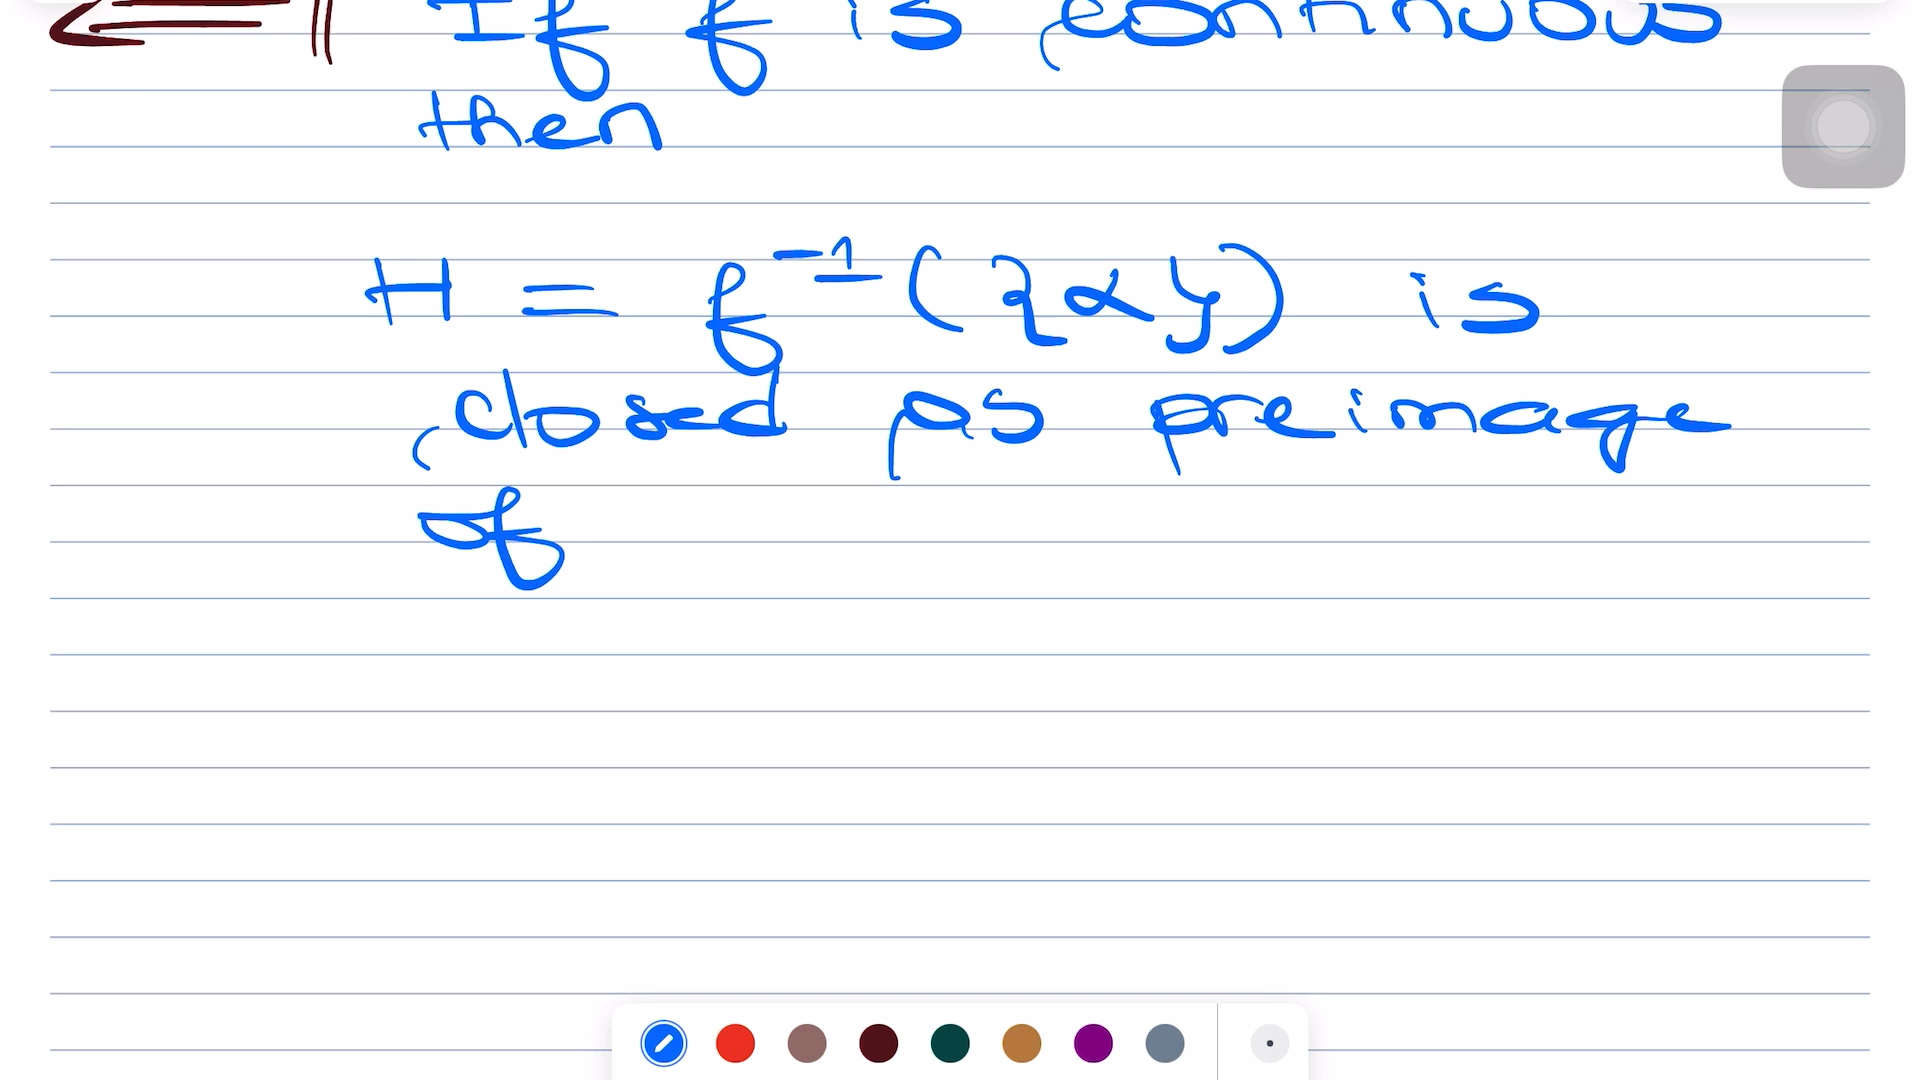 If f is continuous
then
H = f⁻¹({α}) is
closed as preimage
of